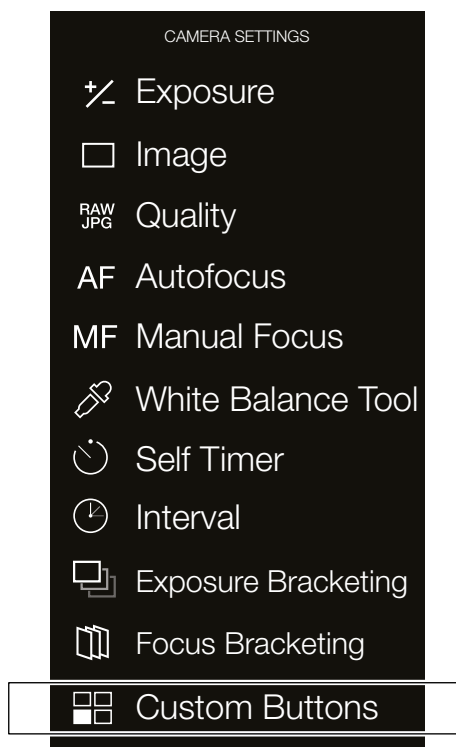 CAMERA SETTINGS
+/- Exposure
Image
RAW
JPG Quality
AF Autofocus
MF Manual Focus
White Balance Tool
Self Timer
Interval
Exposure Bracketing
Focus Bracketing
Custom Buttons